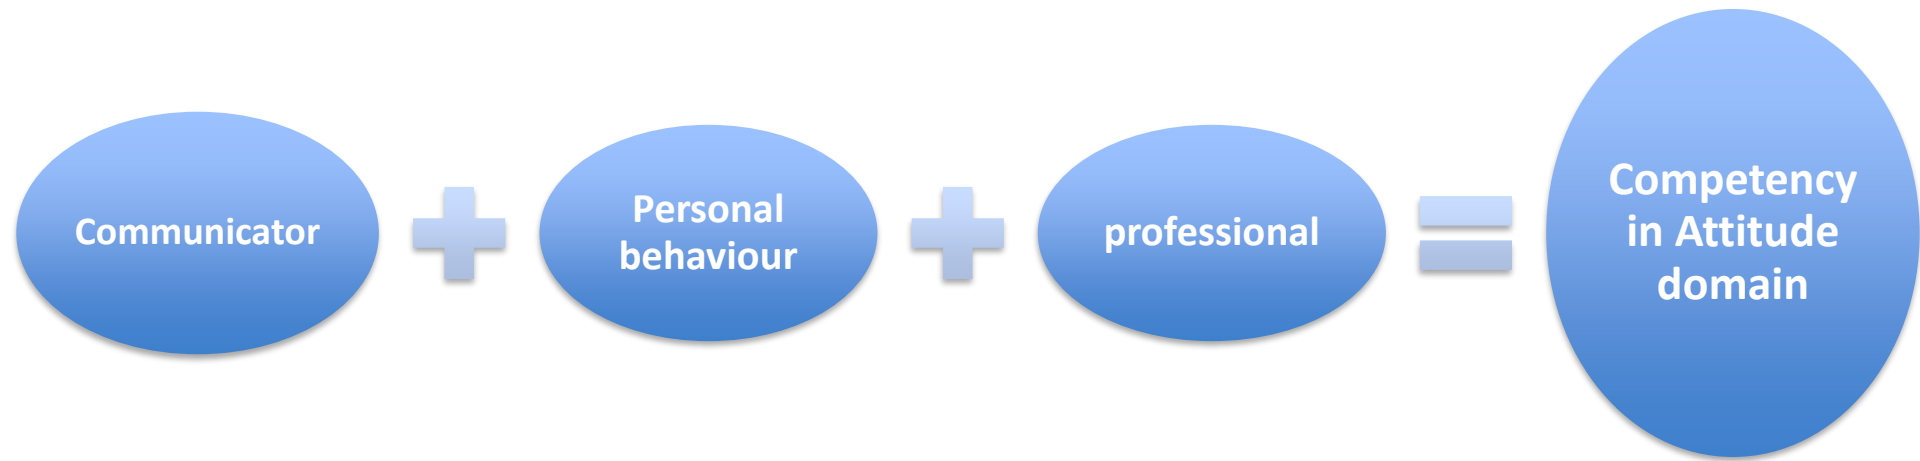 Communicator
Personal
behaviour
professional
Competency
in Attitude
domain